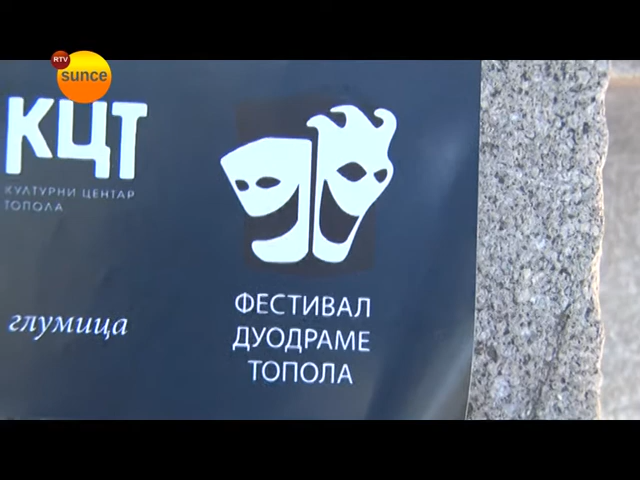 RTV
sunce
КЦТ
КУЛТУРНИ ЦЕНТАР
ТОПОЛА
глумица
ФЕСТИВАЛ
ДУОДРАМЕ
ТОПОЛА